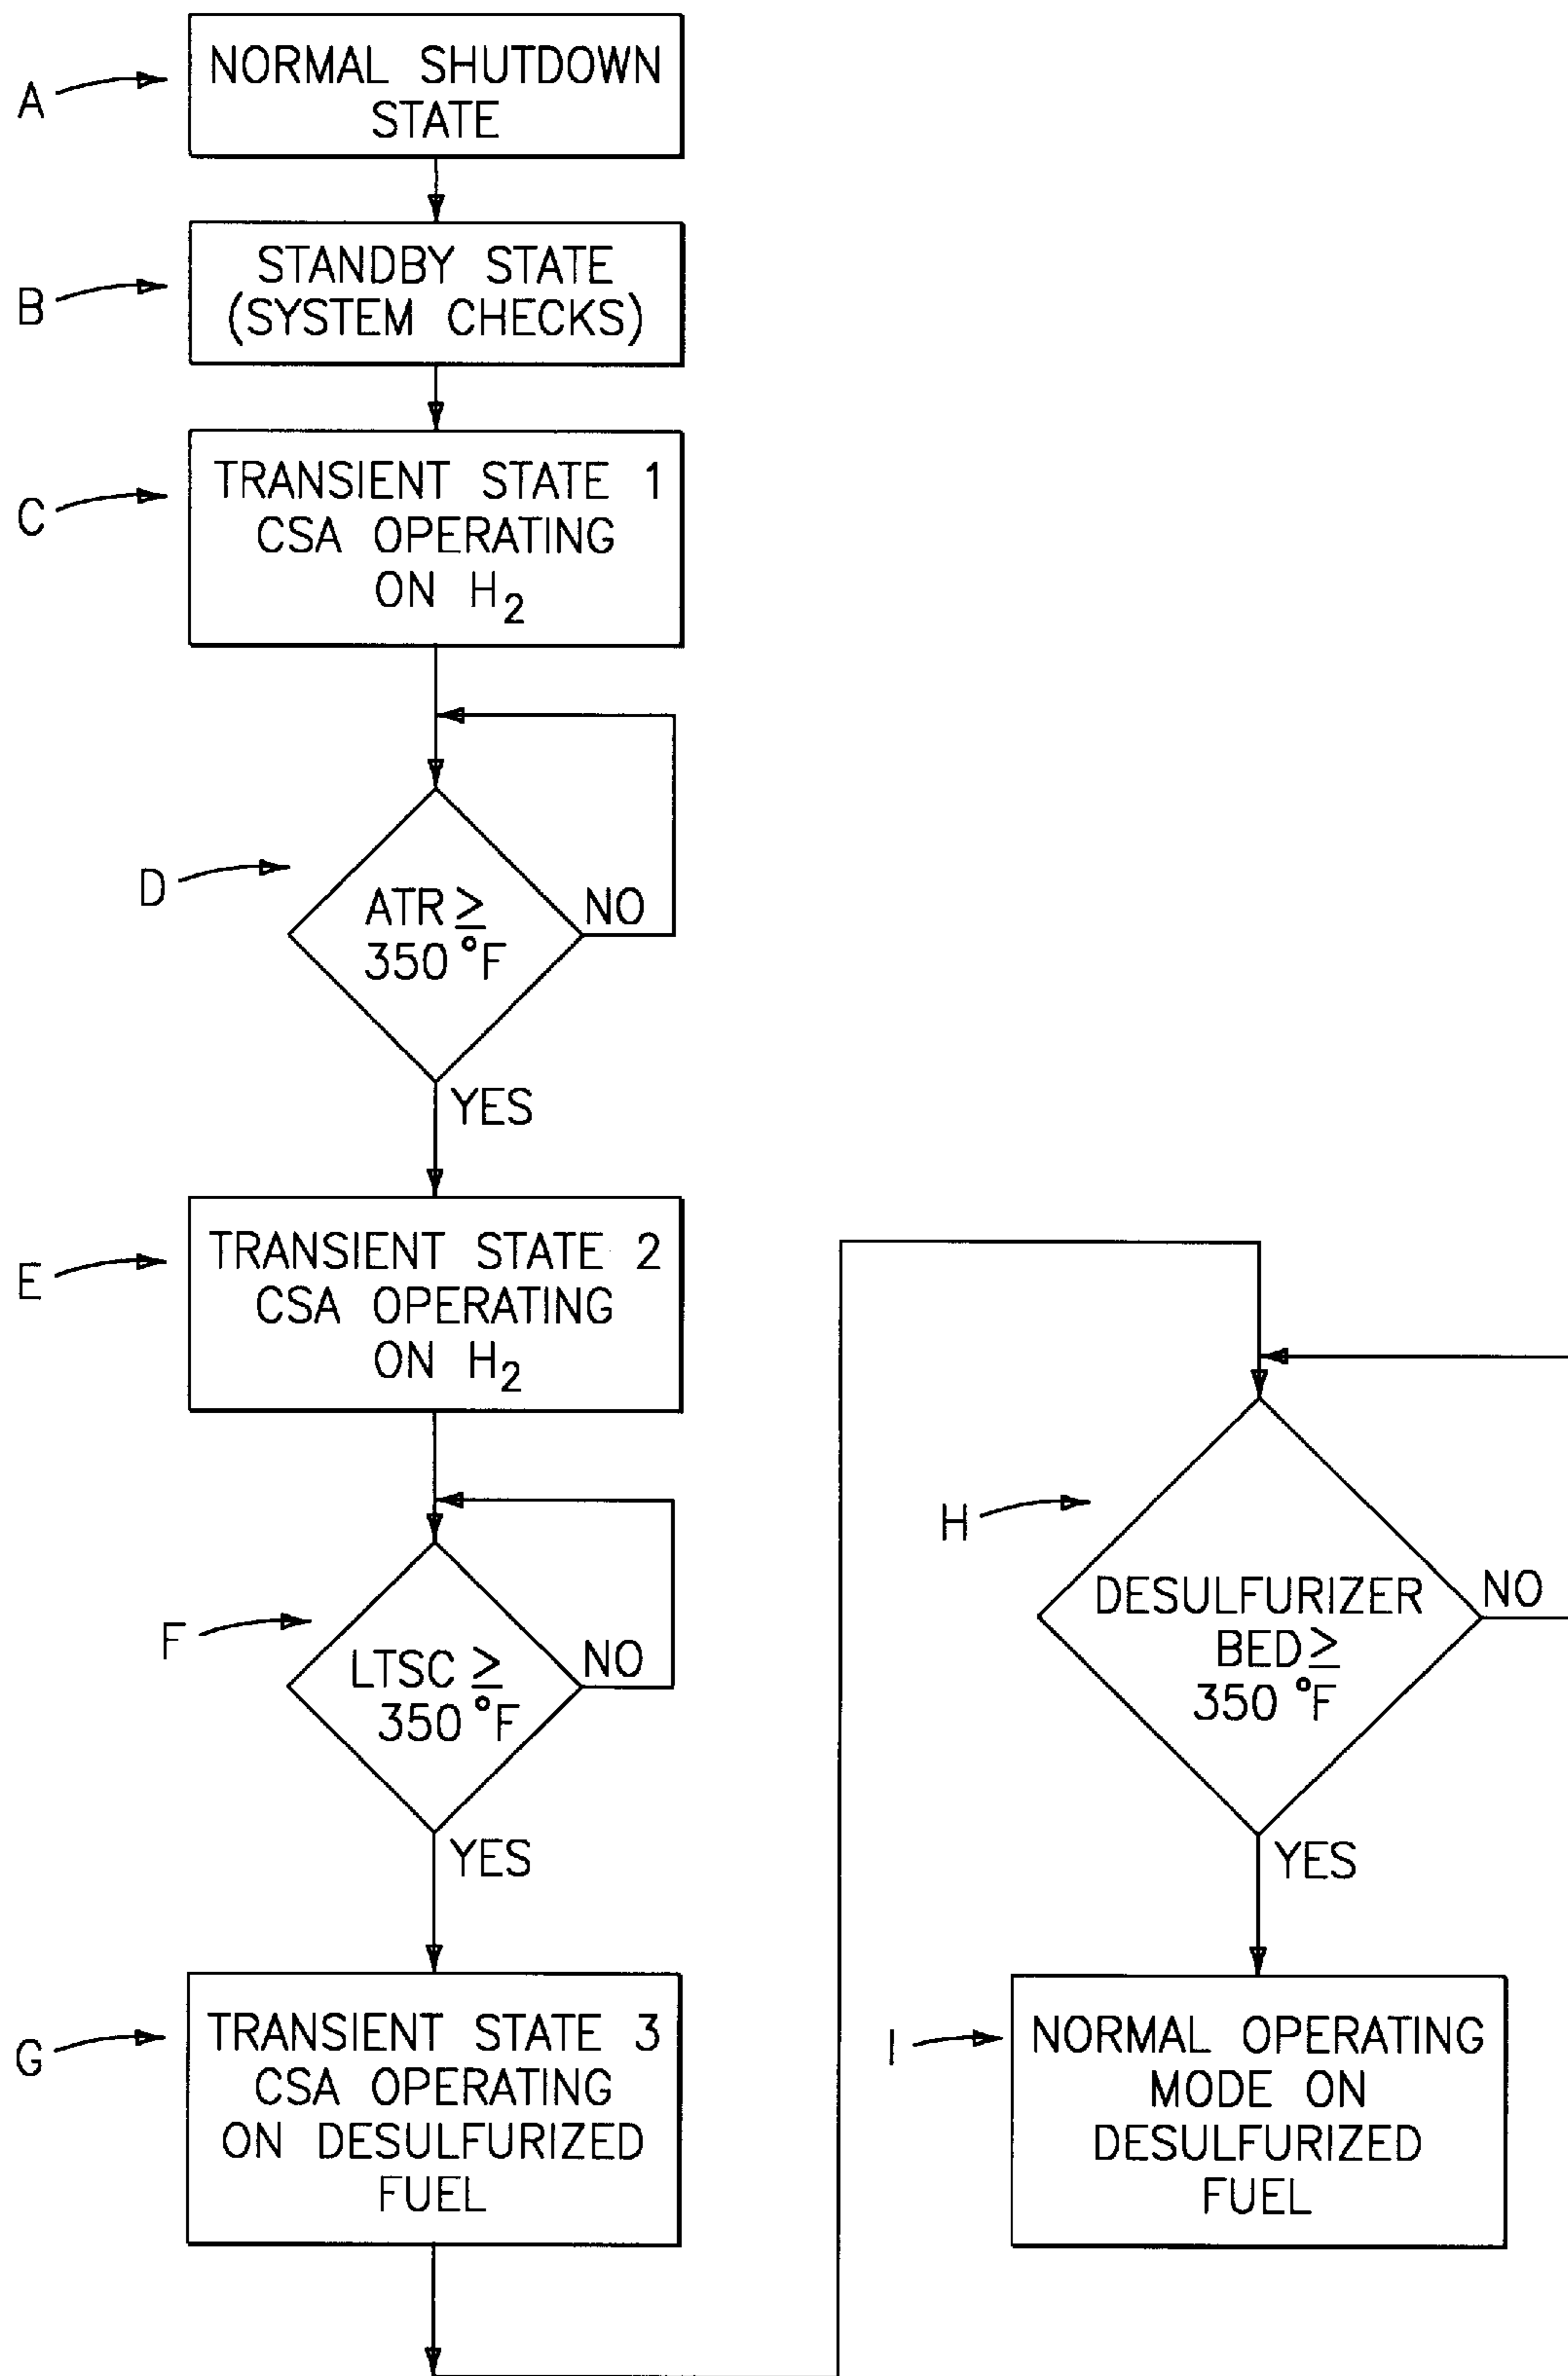 A
NORMAL SHUTDOWN
STATE
B
STANDBY STATE
(SYSTEM CHECKS)
C
TRANSIENT STATE 1
CSA OPERATING
ON H₂
D
ATR ≥
350 °F
NO
YES
E
TRANSIENT STATE 2
CSA OPERATING
ON H₂
F
LTSC ≥
350 °F
NO
YES
G
TRANSIENT STATE 3
CSA OPERATING
ON DESULFURIZED
FUEL
H
DESULFURIZER
BED ≥
350 °F
NO
YES
I
NORMAL OPERATING
MODE ON
DESULFURIZED
FUEL